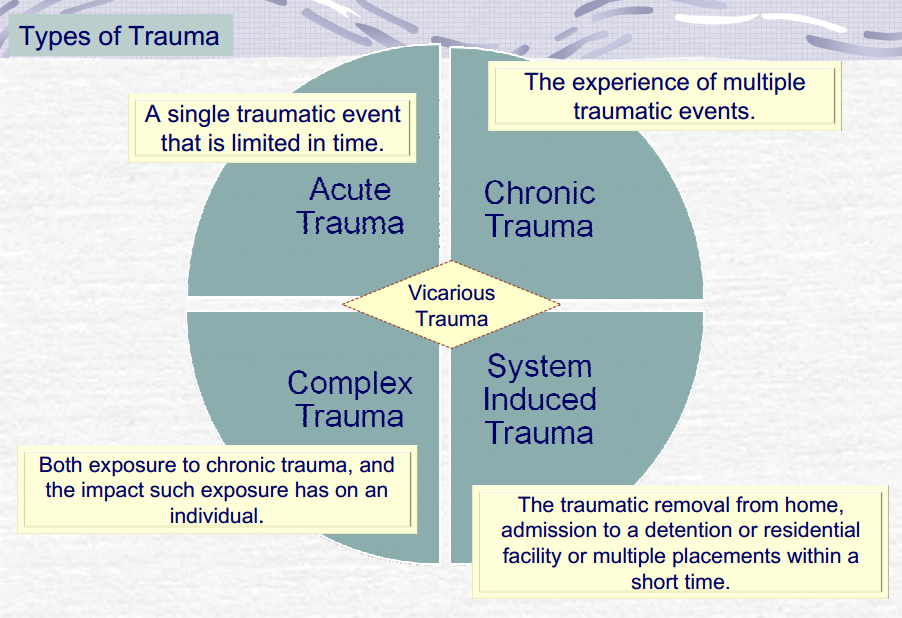 Types of Trauma
A single traumatic event
that is limited in time.
Acute
Trauma
The experience of multiple
traumatic events.
Chronic
Trauma
Vicarious
Trauma
Complex
Trauma
Both exposure to chronic trauma, and
the impact such exposure has on an
individual.
System
Induced
Trauma
The traumatic removal from home,
admission to a detention or residential
facility or multiple placements within a
short time.